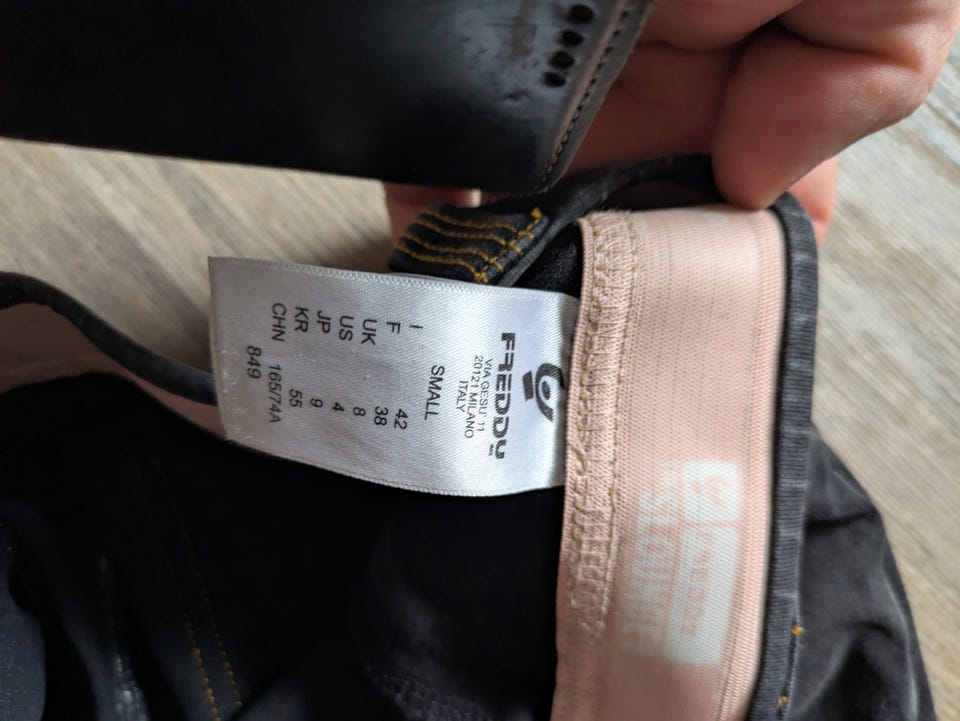 FREDDY
VIA GESU' 11
20121 MILANO
ITALY
SMALL
I 42
F 38
UK 8
US 4
JP 9
KR 55
CHN 165/74A
849